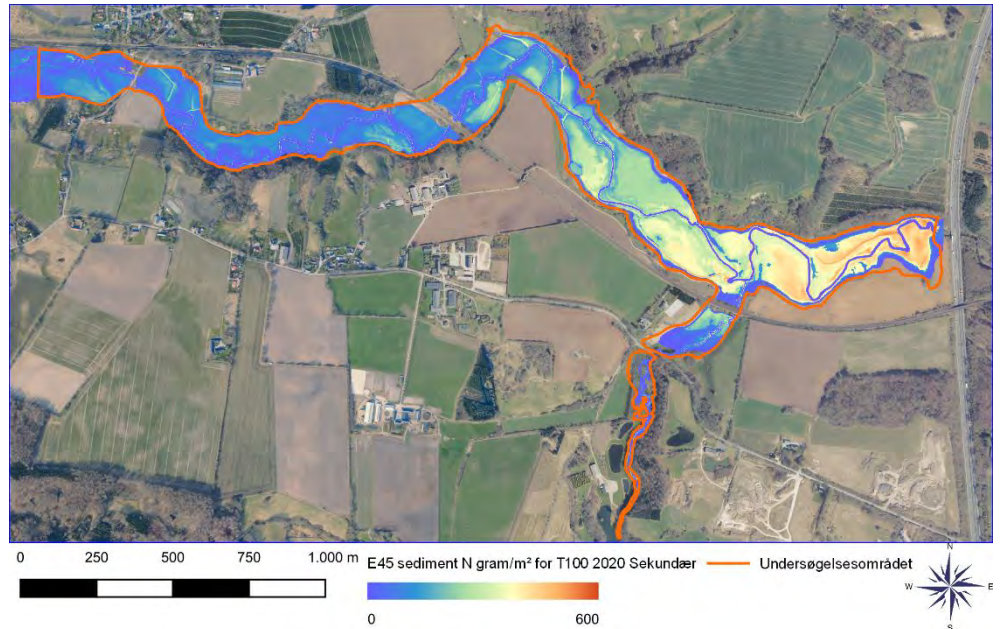 0 250 500 750 1.000 m
E45 sediment N gram/m² for T100 2020 Sekundær
Undersøgelsesområdet
0 600
N
W E
S